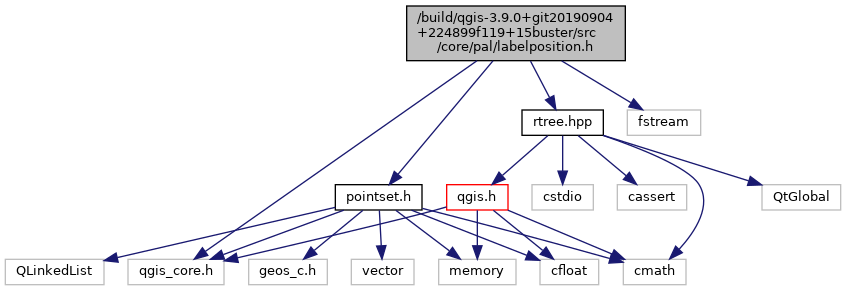 /build/qgis-3.9.0+git20190904
+224899f119+15buster/src
/core/pal/labelposition.h
rtree.hpp
fstream
pointset.h
qgis.h
cstdio
cassert
QtGlobal
QLinkedList
qgis_core.h
geos_c.h
vector
memory
cfloat
cmath